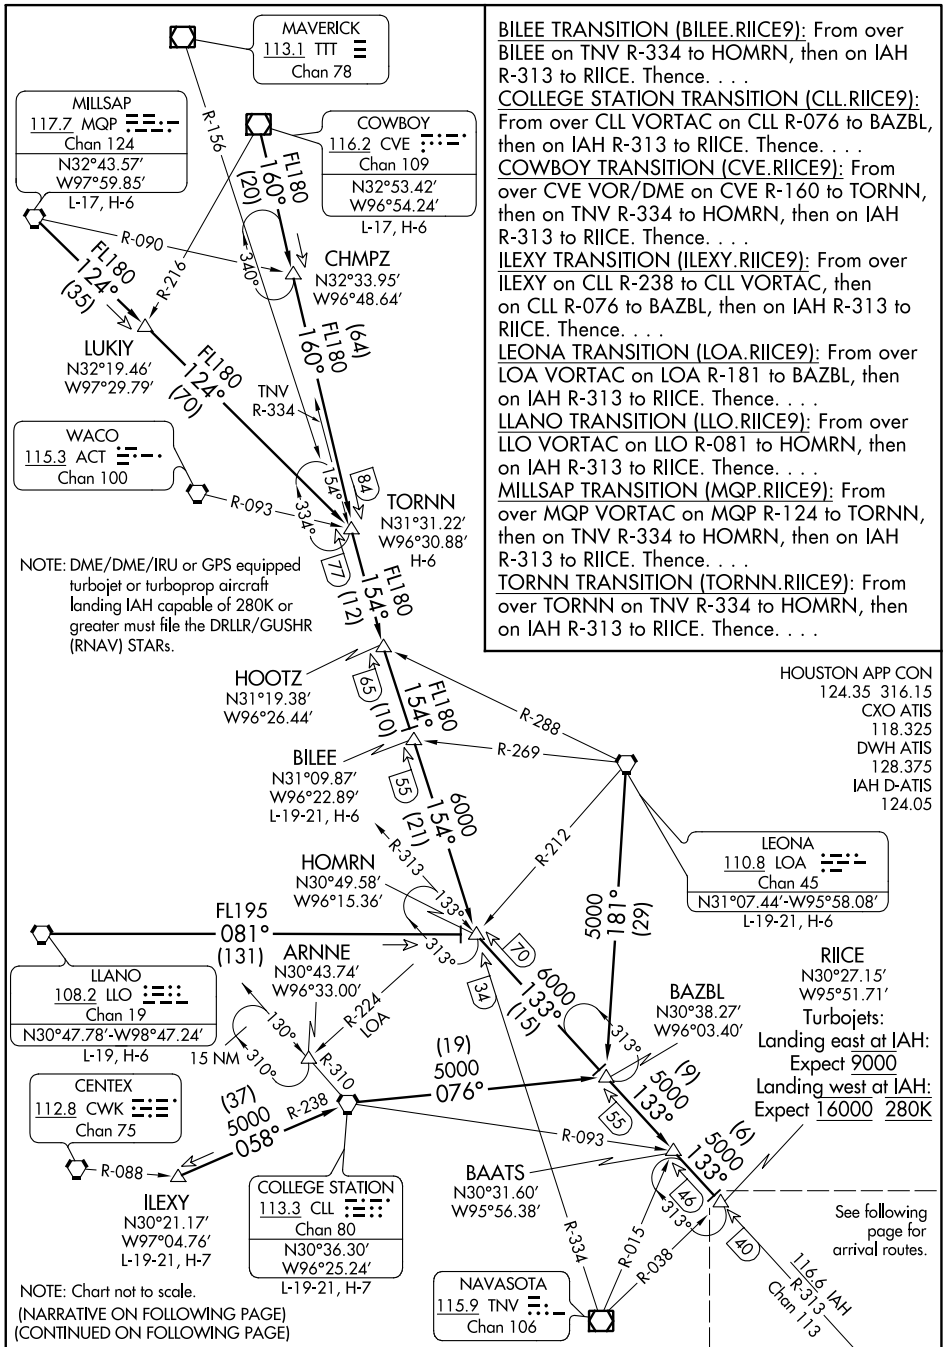 MAVERICK
113.1 TTT
Chan 78
MILLSAP
117.7 MQP
Chan 124
N32°43.57'
W97°59.85'
L-17, H-6
COWBOY
116.2 CVE
Chan 109
N32°53.42'
W96°54.24'
L-17, H-6
R-156
FL180
160°
(20)
R-090
R-216
340°
FL180
124°
(35)
CHMPZ
N32°33.95'
W96°48.64'
LUKIY
N32°19.46'
W97°29.79'
(64)
FL180
160°
FL180
124°
(70)
TNV
R-334
WACO
115.3 ACT
Chan 100
R-093
154°
334°
84
77
TORNN
N31°31.22'
W96°30.88'
H-6
NOTE: DME/DME/IRU or GPS equipped
turbojet or turboprop aircraft
landing IAH capable of 280K or
greater must file the DRLLR/GUSHR
(RNAV) STARs.
FL180
154°
(12)
HOOTZ
N31°19.38'
W96°26.44'
65
FL180
154°
(10)
R-288
R-269
BILEE
N31°09.87'
W96°22.89'
L-19-21, H-6
55
6000
154°
(21)
R-212
HOMRN
N30°49.58'
W96°15.36'
R-313
133°
313°
FL195
081°
(131)
LLANO
108.2 LLO
Chan 19
N30°47.78'-W98°47.24'
L-19, H-6
ARNNE
N30°43.74'
W96°33.00'
R-224
LOA
130°
310°
15 NM
R-310
70
34
6000
133°
(15)
5000
181°
(29)
LEONA
110.8 LOA
Chan 45
N31°07.44'-W95°58.08'
L-19-21, H-6
BAZBL
N30°38.27'
W96°03.40'
313°
CENTEX
112.8 CWK
Chan 75
R-088
(37)
5000
058°
R-238
(19)
5000
076°
ILEXY
N30°21.17'
W97°04.76'
L-19-21, H-7
COLLEGE STATION
113.3 CLL
Chan 80
N30°36.30'
W96°25.24'
L-19-21, H-7
R-093
(9)
5000
133°
55
BAATS
N30°31.60'
W95°56.38'
(6)
5000
133°
46
313°
40
R-334
R-015
R-038
NAVASOTA
115.9 TNV
Chan 106
116.6 IAH
R-313
Chan 113
See following
page for
arrival routes.
RIICE
N30°27.15'
W95°51.71'
Turbojets:
Landing east at IAH:
Expect 9000
Landing west at IAH:
Expect 16000 280K
HOUSTON APP CON
124.35 316.15
CXO ATIS
118.325
DWH ATIS
128.375
IAH D-ATIS
124.05
BILEE TRANSITION (BILEE.RIICE9): From over
BILEE on TNV R-334 to HOMRN, then on IAH
R-313 to RIICE. Thence. . . .
COLLEGE STATION TRANSITION (CLL.RIICE9):
From over CLL VORTAC on CLL R-076 to BAZBL,
then on IAH R-313 to RIICE. Thence. . . .
COWBOY TRANSITION (CVE.RIICE9): From
over CVE VOR/DME on CVE R-160 to TORNN,
then on TNV R-334 to HOMRN, then on IAH
R-313 to RIICE. Thence. . . .
ILEXY TRANSITION (ILEXY.RIICE9): From over
ILEXY on CLL R-238 to CLL VORTAC, then
on CLL R-076 to BAZBL, then on IAH R-313 to
RIICE. Thence. . . .
LEONA TRANSITION (LOA.RIICE9): From over
LOA VORTAC on LOA R-181 to BAZBL, then
on IAH R-313 to RIICE. Thence. . . .
LLANO TRANSITION (LLO.RIICE9): From over
LLO VORTAC on LLO R-081 to HOMRN, then
on IAH R-313 to RIICE. Thence. . . .
MILLSAP TRANSITION (MQP.RIICE9): From
over MQP VORTAC on MQP R-124 to TORNN,
then on TNV R-334 to HOMRN, then on IAH
R-313 to RIICE. Thence. . . .
TORNN TRANSITION (TORNN.RIICE9): From
over TORNN on TNV R-334 to HOMRN, then
on IAH R-313 to RIICE. Thence. . . .
NOTE: Chart not to scale.
(NARRATIVE ON FOLLOWING PAGE)
(CONTINUED ON FOLLOWING PAGE)